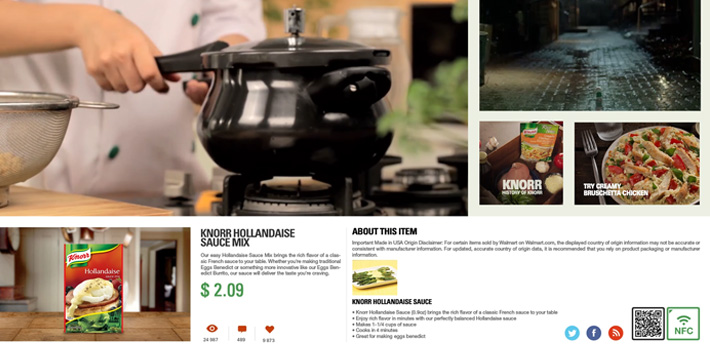 Knorr
KNORR
HISTORY OF KNORR
TRY CREAMY
BRUSCHETTA CHICKEN
Knorr
Hollandaise
KNORR HOLLANDAISE
SAUCE MIX
Our easy Hollandaise Sauce Mix brings the rich flavor of a clas-
sic French sauce to your table. Whether you're making traditional
Eggs Benedict or something more innovative like our Eggs Ben-
edict Burrito, our sauce will deliver the taste you're craving.
$ 2.09
24 567
499
ABOUT THIS ITEM
Important Made in USA Origin Disclaimer: For certain items sold by Walmart on Walmart.com, the displayed country of origin information may not be accurate or
consistent with manufacturer information. For updated, accurate country of origin data, it is recommended that you rely on product packaging or manufacturer
information.
KNORR HOLLANDAISE SAUCE
• Knorr Hollandaise Sauce (0.9oz) brings the rich flavor of a classic French sauce to your table
• Enjoy rich flavor in minutes with our perfectly balanced Hollandaise sauce
• Makes 1-1/4 cups of sauce
• Cooks in 4 minutes
• Great for making eggs benedict
NFC